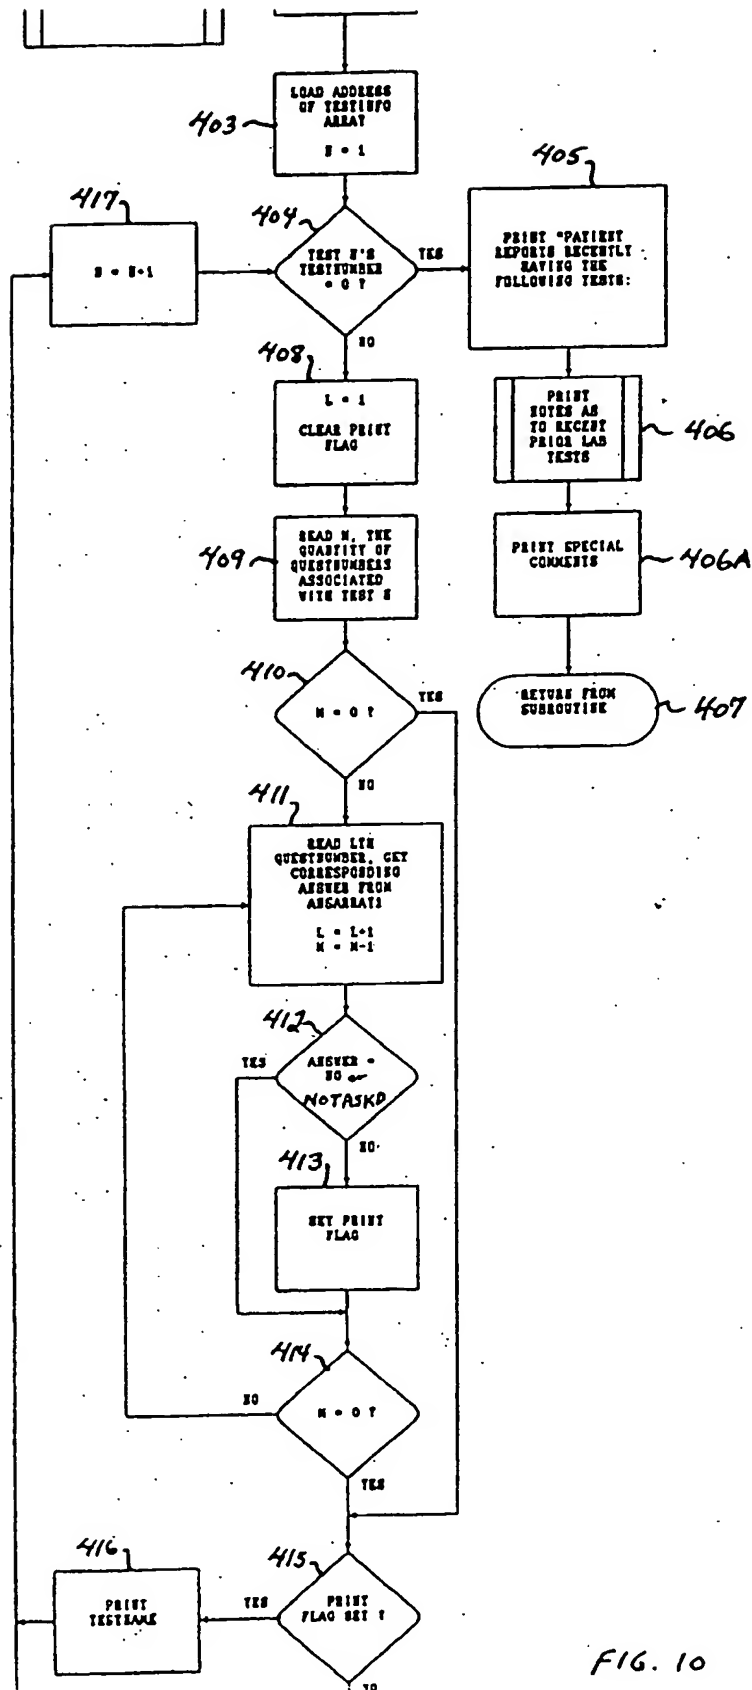 403
LOAD ADDRESS
OF TESTINFO
ARRAY
N = 1
417
N = N+1
404
TEST N'S
TESTNUMBER
= 0 ?
YES
NO
405
PRINT "PATIENT
REPORTS RECENTLY
HAVING THE
FOLLOWING TESTS:
406
PRINT
NOTES AS
TO RECENT
PRIOR LAB
TESTS
406A
PRINT SPECIAL
COMMENTS
407
RETURN FROM
SUBROUTINE
408
L = 1
CLEAR PRINT
FLAG
409
READ M, THE
QUANTITY OF
QUESTNUMBERS
ASSOCIATED
WITH TEST N
410
M = 0 ?
YES
NO
411
READ LTH
QUESTNUMBER, GET
CORRESPONDING
ANSWER FROM
L = L+1
M = M-1
412
YES
ANSWER =
NO or
NOTASKD
NO
413
SET PRINT
FLAG
414
NO
M = 0 ?
YES
415
PRINT
FLAG SET ?
YES
NO
416
PRINT
TESTNAME
FIG. 10